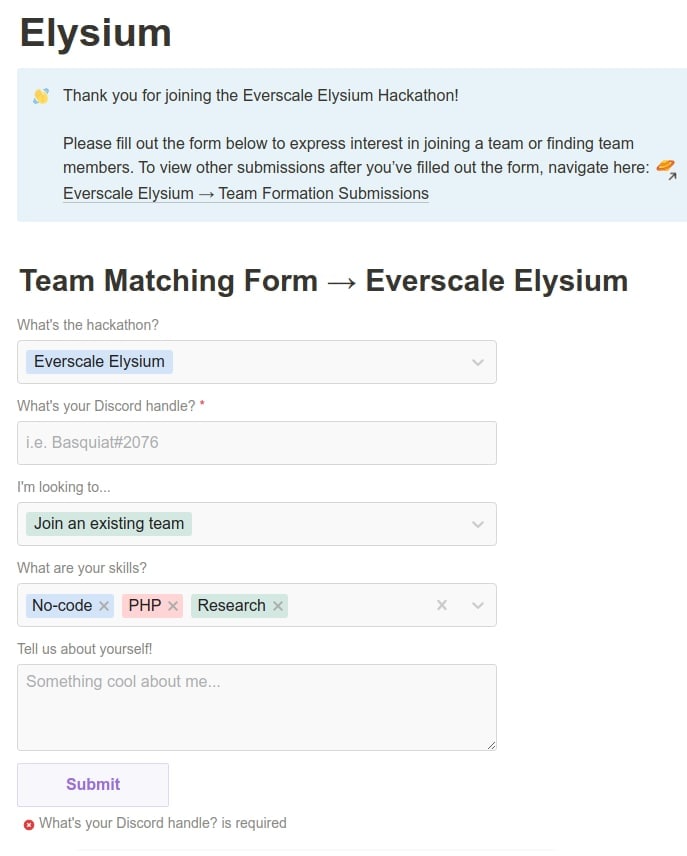 Elysium
Thank you for joining the Everscale Elysium Hackathon!
Please fill out the form below to express interest in joining a team or finding team
members. To view other submissions after you’ve filled out the form, navigate here:
Everscale Elysium → Team Formation Submissions
Team Matching Form → Everscale Elysium
What's the hackathon?
Everscale Elysium
What's your Discord handle? *
i.e. Basquiat#2076
I'm looking to...
Join an existing team
What are your skills?
No-code PHP Research
Tell us about yourself!
Something cool about me...
Submit
What's your Discord handle? is required